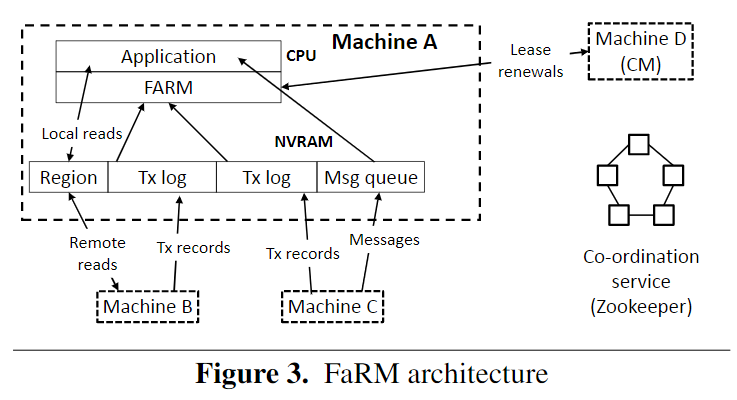 Machine A
Application
CPU
FARM
Lease
renewals
Machine D
(CM)
Local reads
NVRAM
Region
Tx log
Tx log
Msg queue
Remote
reads
Tx records
Tx records
Messages
Machine B
Machine C
Co-ordination
service
(Zookeeper)
Figure 3. FaRM architecture